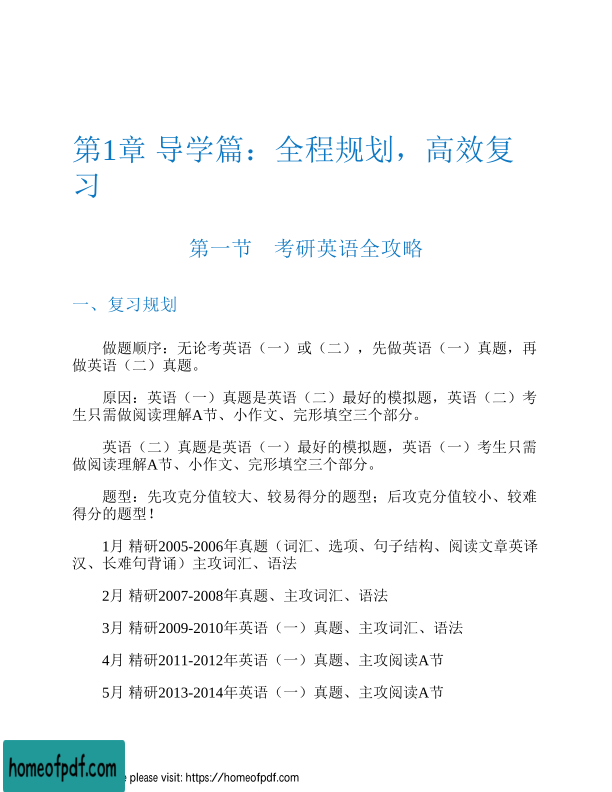 第1章 导学篇：全程规划，高效复
习
第一节　考研英语全攻略
一、复习规划
做题顺序：无论考英语（一）或（二），先做英语（一）真题，再
做英语（二）真题。
原因：英语（一）真题是英语（二）最好的模拟题，英语（二）考
生只需做阅读理解A节、小作文、完形填空三个部分。
英语（二）真题是英语（一）最好的模拟题，英语（一）考生只需
做阅读理解A节、小作文、完形填空三个部分。
题型：先攻克分值较大、较易得分的题型；后攻克分值较小、较难
得分的题型！
1月 精研2005-2006年真题（词汇、选项、句子结构、阅读文章英译
汉、长难句背诵）主攻词汇、语法
2月 精研2007-2008年真题、主攻词汇、语法
3月 精研2009-2010年英语（一）真题、主攻词汇、语法
4月 精研2011-2012年英语（一）真题、主攻阅读A节
5月 精研2013-2014年英语（一）真题、主攻阅读A节
homeofpdf.com
please visit: https://homeofpdf.com